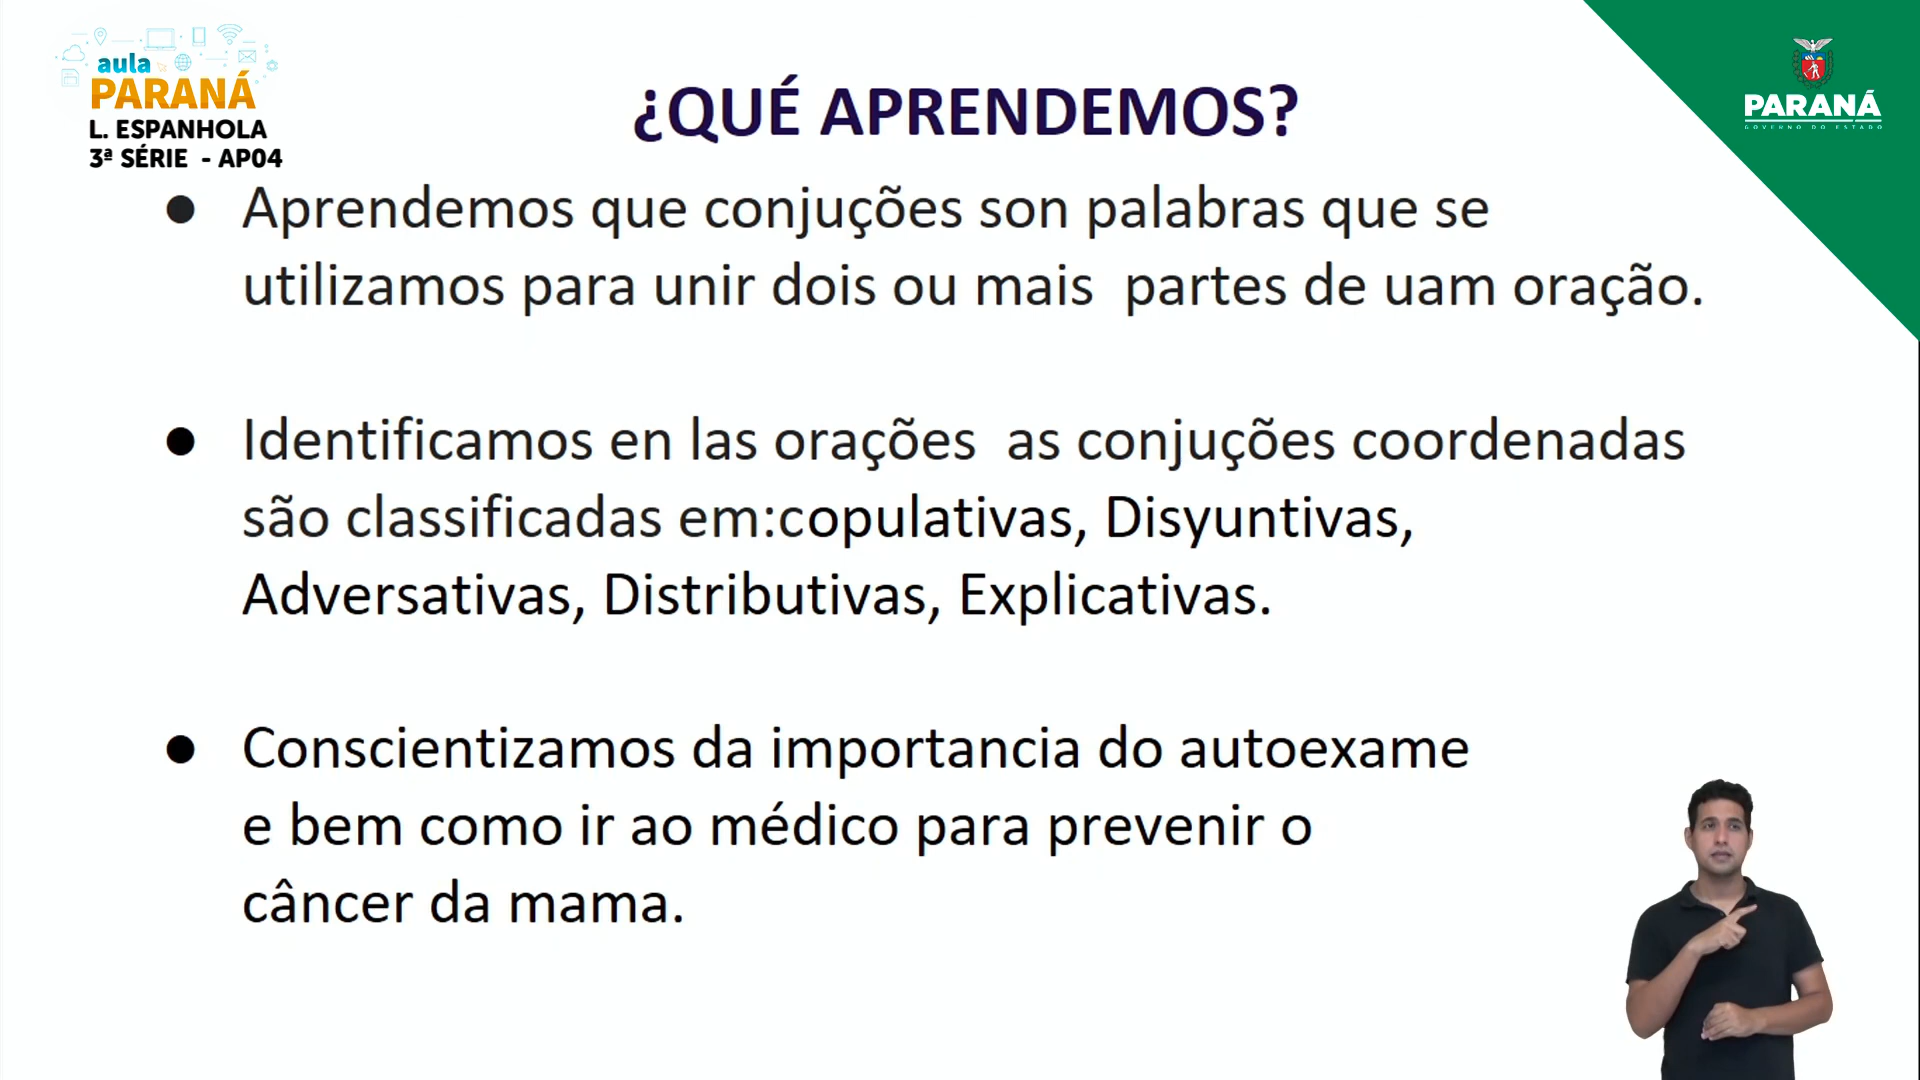 aula
PARANÁ
L. ESPANHOLA
3ª SÉRIE - AP04
PARANÁ
GOVERNO DO ESTADO
¿QUÉ APRENDEMOS?
● Aprendemos que conjuções son palabras que se
utilizamos para unir dois ou mais partes de uam oração.
● Identificamos en las orações as conjuções coordenadas
são classificadas em:copulativas, Disyuntivas,
Adversativas, Distributivas, Explicativas.
● Conscientizamos da importancia do autoexame
e bem como ir ao médico para prevenir o
câncer da mama.